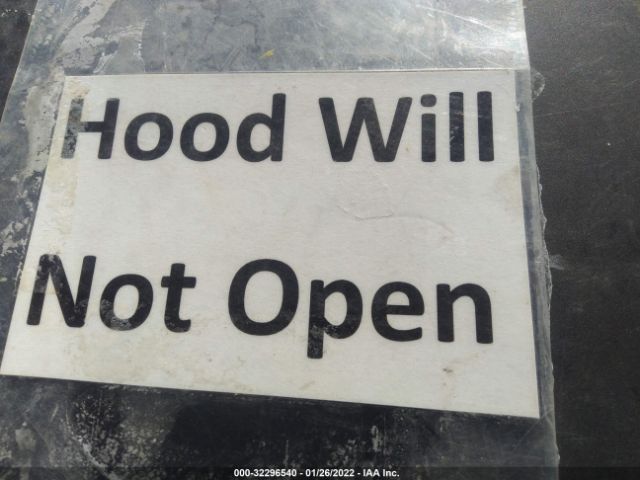 Hood Will
Not Open
000-32296540 - 01/26/2022 - IAA Inc.